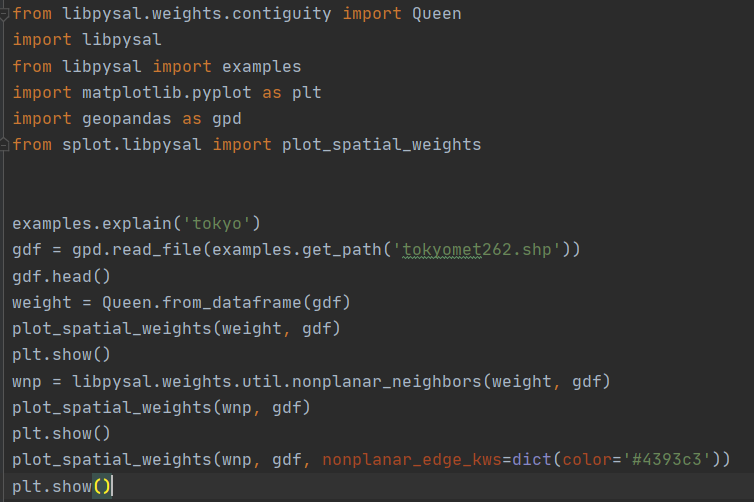 from libpysal.weights.contiguity import Queen
import libpysal
from libpysal import examples
import matplotlib.pyplot as plt
import geopandas as gpd
from splot.libpysal import plot_spatial_weights
examples.explain('tokyo')
gdf = gpd.read_file(examples.get_path('tokyomet262.shp'))
gdf.head()
weight = Queen.from_dataframe(gdf)
plot_spatial_weights(weight, gdf)
plt.show()
wnp = libpysal.weights.util.nonplanar_neighbors(weight, gdf)
plot_spatial_weights(wnp, gdf)
plt.show()
plot_spatial_weights(wnp, gdf, nonplanar_edge_kws=dict(color='#4393c3'))
plt.show()